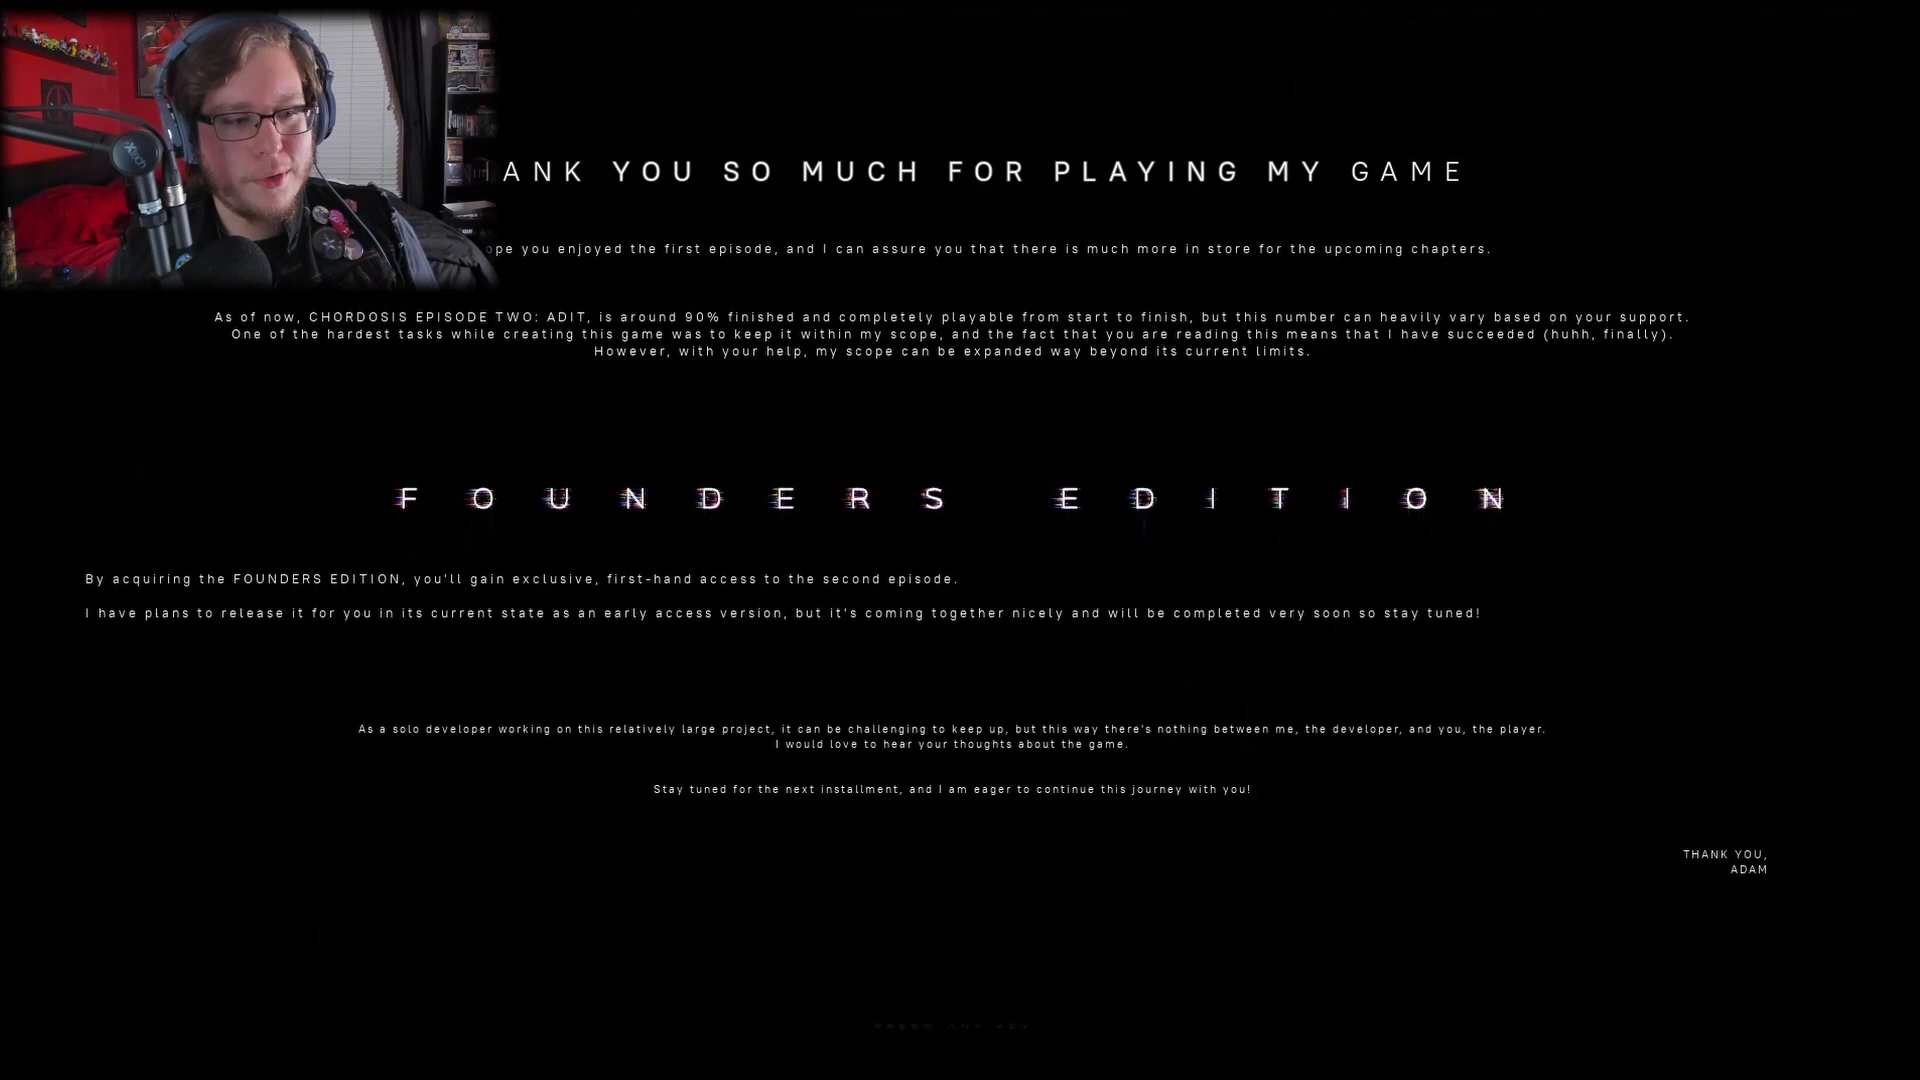 ANK YOU SO MUCH FOR PLAYING MY GAME
ope you enjoyed the first episode, and I can assure you that there is much more in store for the upcoming chapters.
As of now, CHORDOSIS EPISODE TWO: ADIT, is around 90% finished and completely playable from start to finish, but this number can heavily vary based on your support.
One of the hardest tasks while creating this game was to keep it within my scope, and the fact that you are reading this means that I have succeeded (huhh, finally).
However, with your help, my scope can be expanded way beyond its current limits.
FOUNDERS EDITION
By acquiring the FOUNDERS EDITION, you'll gain exclusive, first-hand access to the second episode.
I have plans to release it for you in its current state as an early access version, but it's coming together nicely and will be completed very soon so stay tuned!
As a solo developer working on this relatively large project, it can be challenging to keep up, but this way there's nothing between me, the developer, and you, the player.
I would love to hear your thoughts about the game.
Stay tuned for the next installment, and I am eager to continue this journey with you!
THANK YOU,
ADAM
PRESS ANY KEY